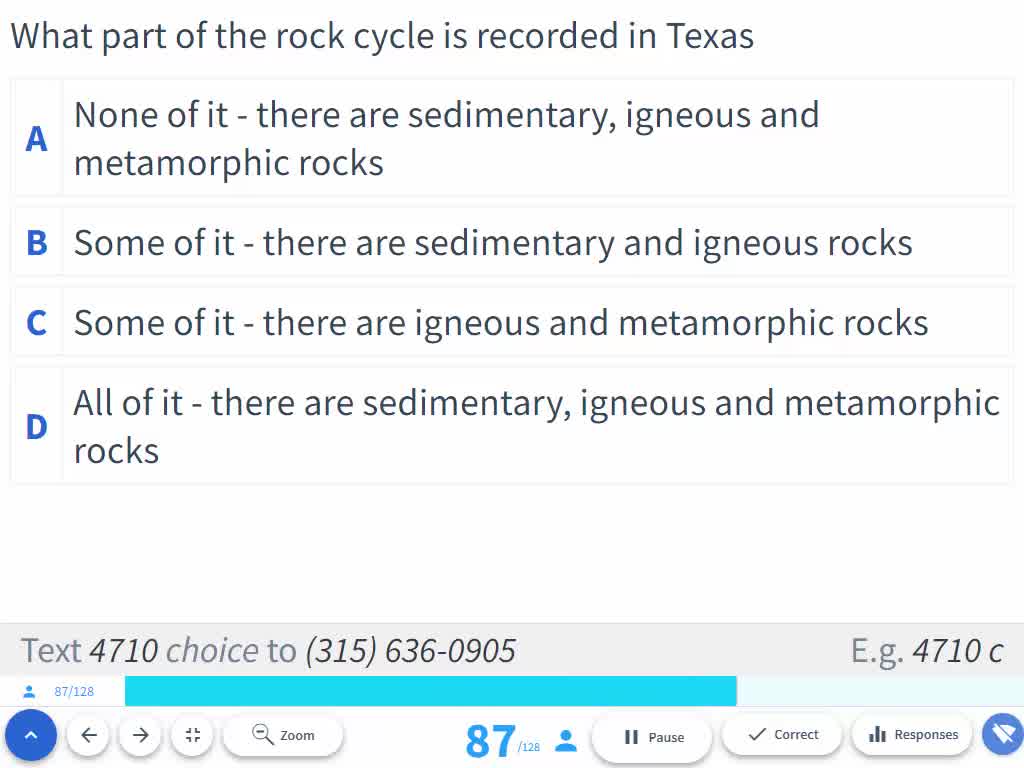 What part of the rock cycle is recorded in Texas
A
None of it - there are sedimentary, igneous and
metamorphic rocks
B
Some of it - there are sedimentary and igneous rocks
C
Some of it - there are igneous and metamorphic rocks
D
All of it - there are sedimentary, igneous and metamorphic
rocks
Text 4710 choice to (315) 636-0905
E.g. 4710 c
87/128
Zoom
87/128
Pause
Correct
Responses